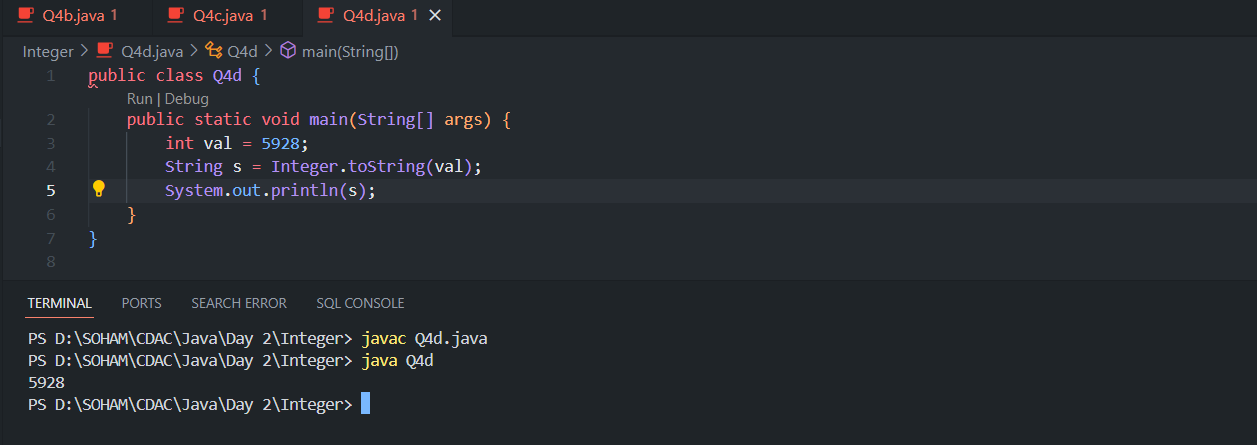 Q4b.java 1 Q4c.java 1 Q4d.java 1
Integer > Q4d.java > Q4d > main(String[])
1 public class Q4d {
Run | Debug
2 public static void main(String[] args) {
3 int val = 5928;
4 String s = Integer.toString(val);
5 System.out.println(s);
6 }
7 }
8
TERMINAL PORTS SEARCH ERROR SQL CONSOLE
PS D:\SOHAM\CDAC\Java\Day 2\Integer> javac Q4d.java
PS D:\SOHAM\CDAC\Java\Day 2\Integer> java Q4d
5928
PS D:\SOHAM\CDAC\Java\Day 2\Integer>